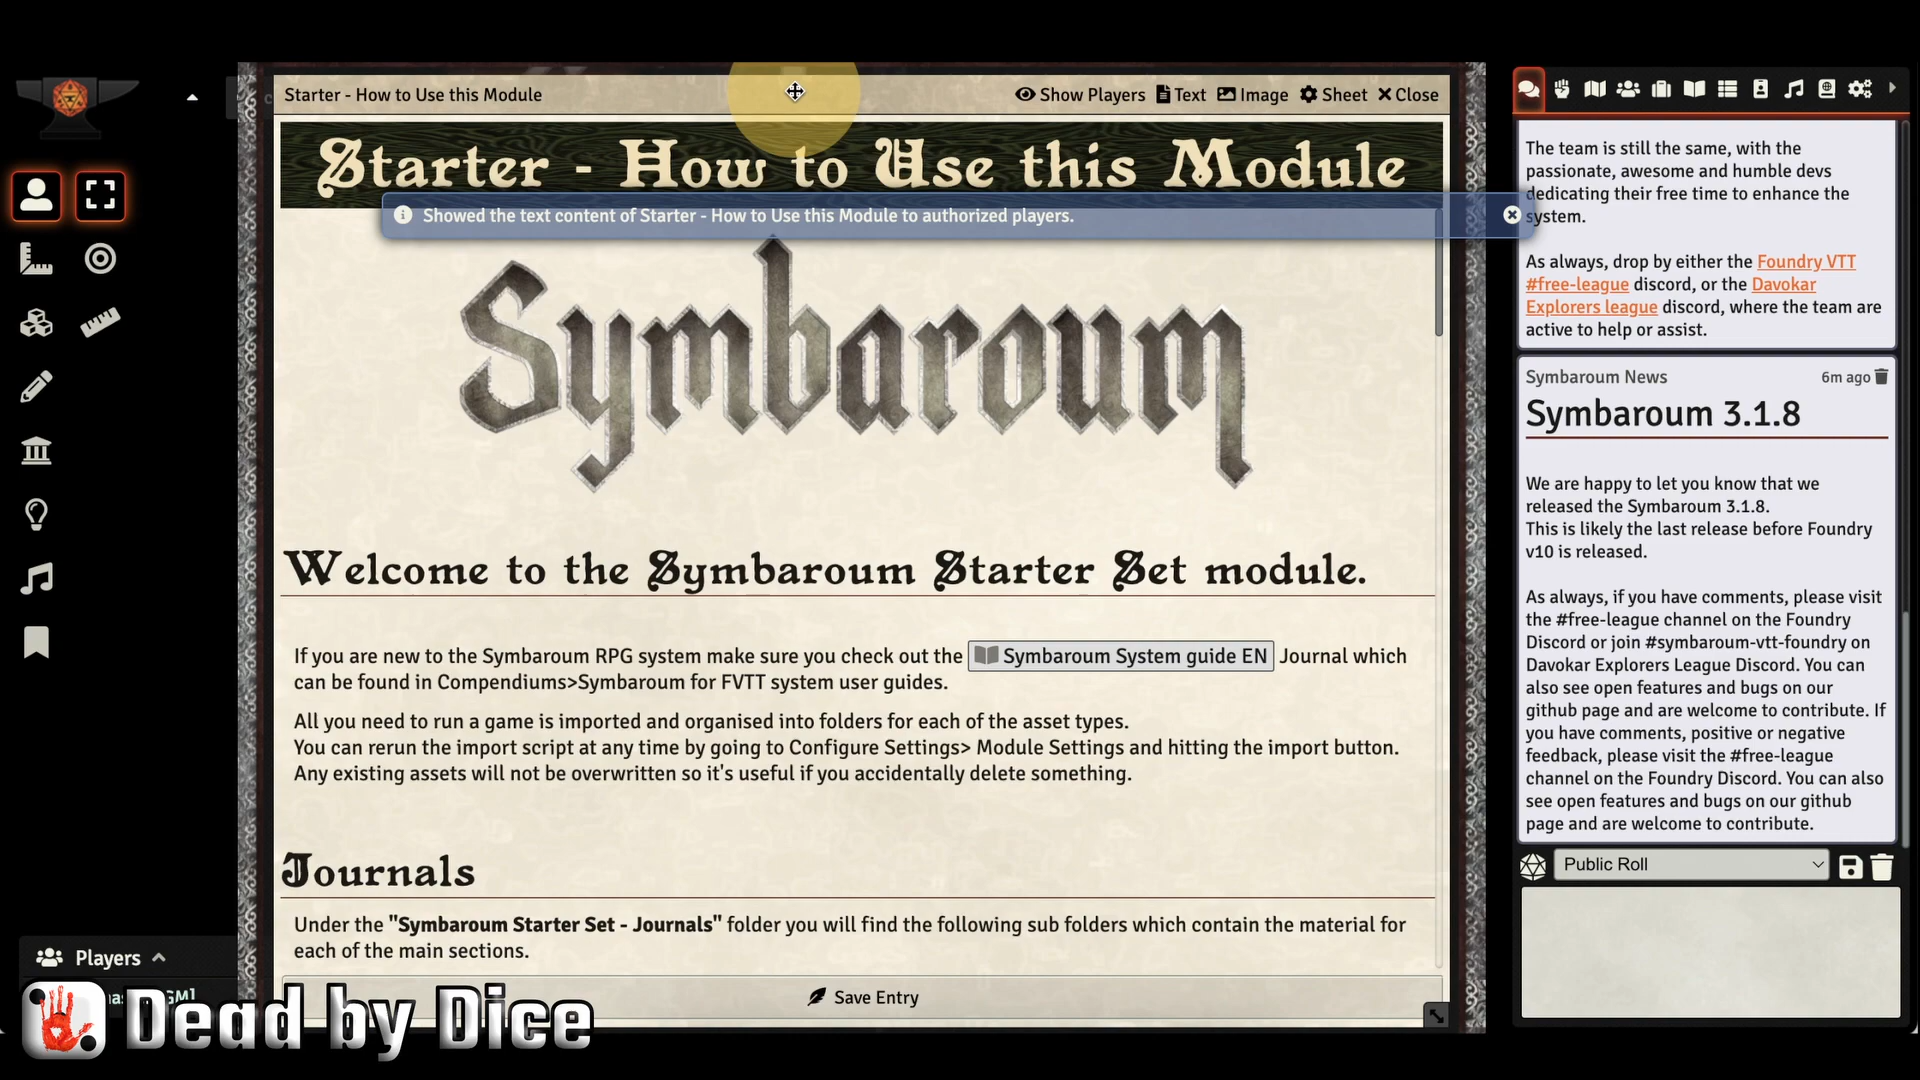 Starter - How to Use this Module
Show Players Text Image Sheet Close
Starter - How to Use this Module
Showed the text content of Starter - How to Use this Module to authorized players.
Symbaroum
Welcome to the Symbaroum Starter Set module.
If you are new to the Symbaroum RPG system make sure you check out the Symbaroum System guide EN Journal which
can be found in Compendiums>Symbaroum for FVTT system user guides.
All you need to run a game is imported and organised into folders for each of the asset types.
You can rerun the import script at any time by going to Configure Settings> Module Settings and hitting the import button.
Any existing assets will not be overwritten so it's useful if you accidentally delete something.
Journals
Under the "Symbaroum Starter Set - Journals" folder you will find the following sub folders which contain the material for
each of the main sections.
Save Entry
The team is still the same, with the
passionate, awesome and humble devs
dedicating their free time to enhance the
system.
As always, drop by either the Foundry VTT
#free-league discord, or the Davokar
Explorers league discord, where the team are
active to help or assist.
Symbaroum News 6m ago
Symbaroum 3.1.8
We are happy to let you know that we
released the Symbaroum 3.1.8.
This is likely the last release before Foundry
v10 is released.
As always, if you have comments, please visit
the #free-league channel on the Foundry
Discord or join #symbaroum-vtt-foundry on
Davokar Explorers League Discord. You can
also see open features and bugs on our
github page and are welcome to contribute. If
you have comments, positive or negative
feedback, please visit the #free-league
channel on the Foundry Discord. You can also
see open features and bugs on our github
page and are welcome to contribute.
Public Roll
Players
GM]
Dead by Dice